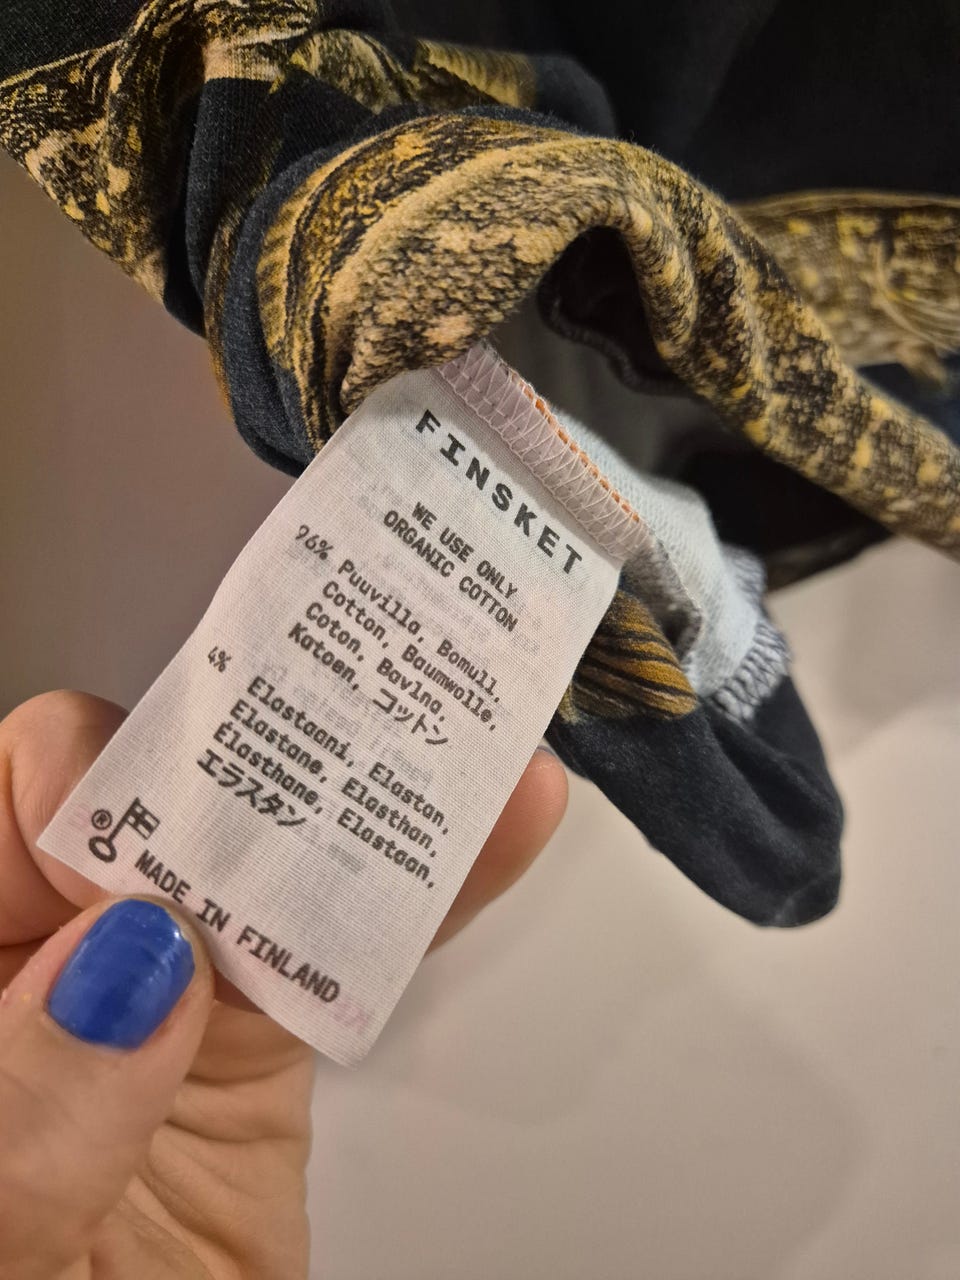 FINSKET
WE USE ONLY
ORGANIC COTTON
96% Puuvilla, Bomull,
Cotton, Baumwolle,
Coton, Bavlna,
Katoen, コットン
4% Elastaani, Elastan,
Elastane, Elasthan,
Élasthane, Elastaan,
エラスタン
®
MADE IN FINLAND